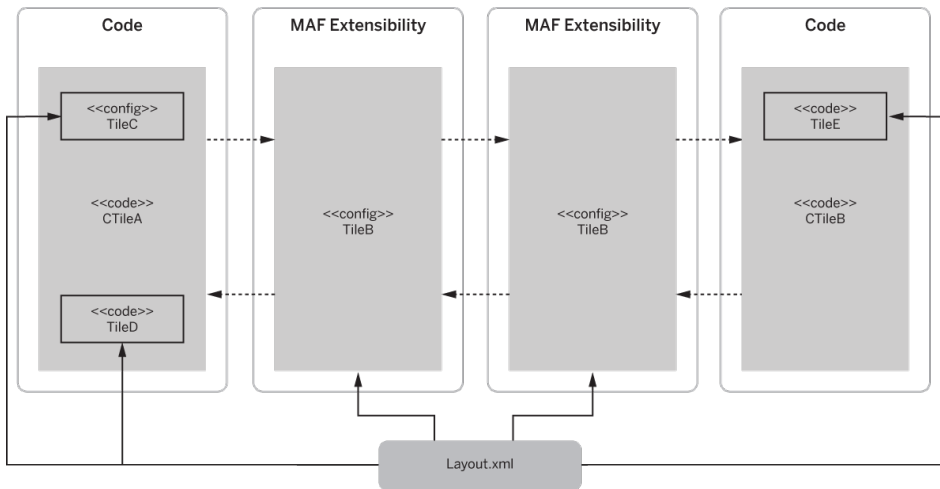 Code
MAF Extensibility
MAF Extensibility
Code
<<config>>
TileC
<<code>>
CTileA
<<code>>
TileD
<<config>>
TileB
<<config>>
TileB
<<code>>
TileE
<<code>>
CTileB
Layout.xml